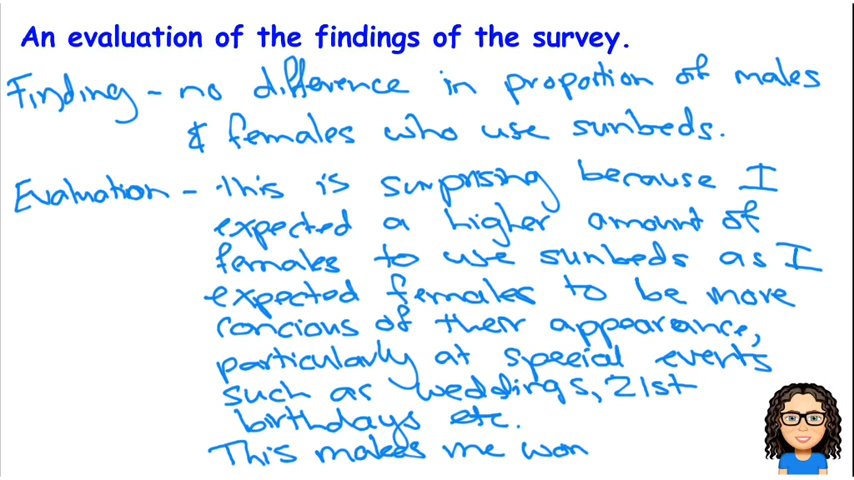 An evaluation of the findings of the survey.
Finding - no difference in proportion of males
& females who use sunbeds.
Evaluation - this is surprising because I
expected a higher amount of
females to use sunbeds as I
expected females to be more
concious of their appearance,
particularly at special events
such as weddings, 21st
birthdays etc.
This makes me won